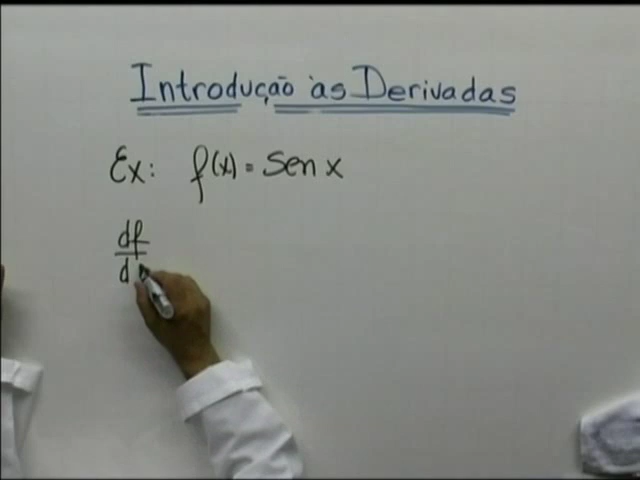 Introdução às Derivadas
Ex: f(x) = sen x
df
d